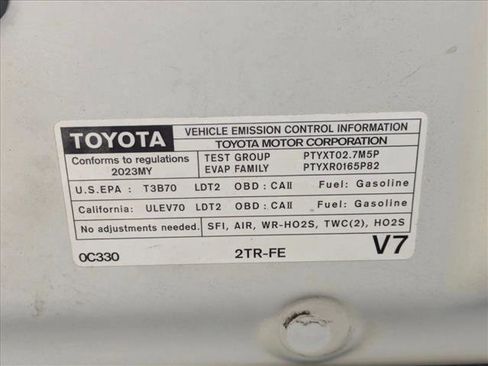 TOYOTA
VEHICLE EMISSION CONTROL INFORMATION
TOYOTA MOTOR CORPORATION
Conforms to regulations
2023MY
TEST GROUP PTYXT02.7M5P
EVAP FAMILY PTYXR0165P82
U.S.EPA : T3B70 LDT2 OBD : CAII Fuel: Gasoline
California: ULEV70 LDT2 OBD : CAII Fuel: Gasoline
No adjustments needed. SFI, AIR, WR-HO2S, TWC(2), HO2S
0C330 2TR-FE V7